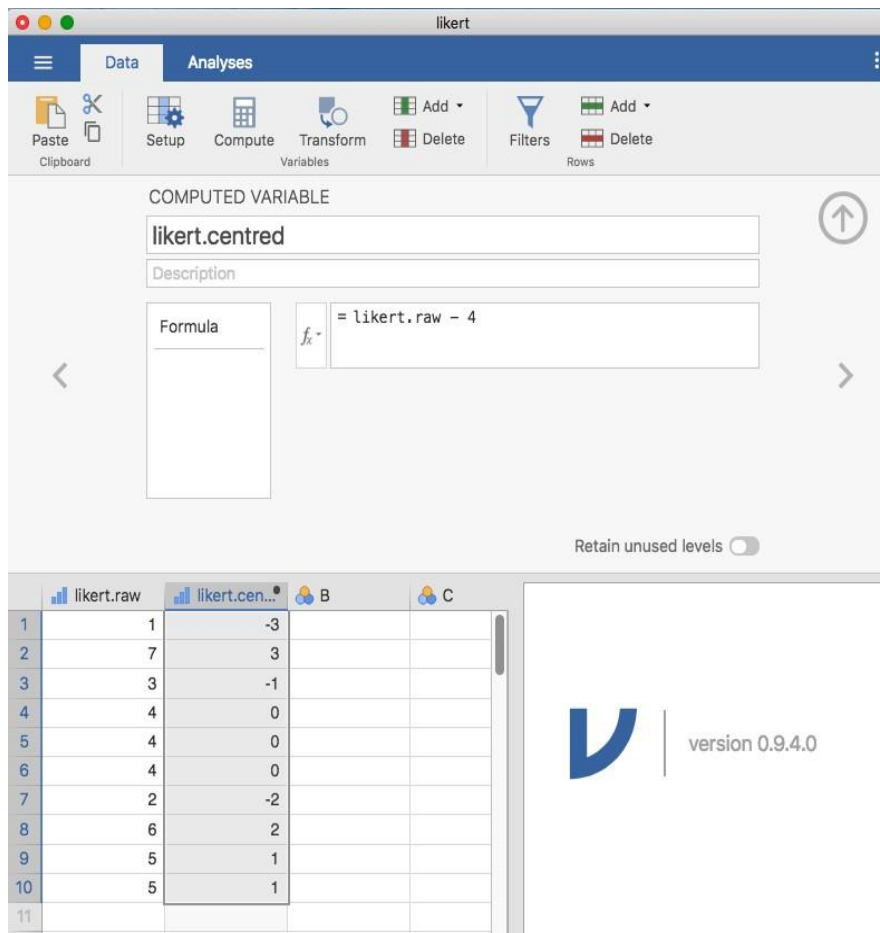 likert
Data Analyses
Paste Setup Compute Transform Add Delete Filters Add Delete
Clipboard Variables Rows
COMPUTED VARIABLE
likert.centred
Description
Formula
fx
= likert.raw - 4
Retain unused levels
likert.raw likert.cen... B C
1 1 -3
2 7 3
3 3 -1
4 4 0
5 4 0
6 4 0
7 2 -2
8 6 2
9 5 1
10 5 1
11
version 0.9.4.0